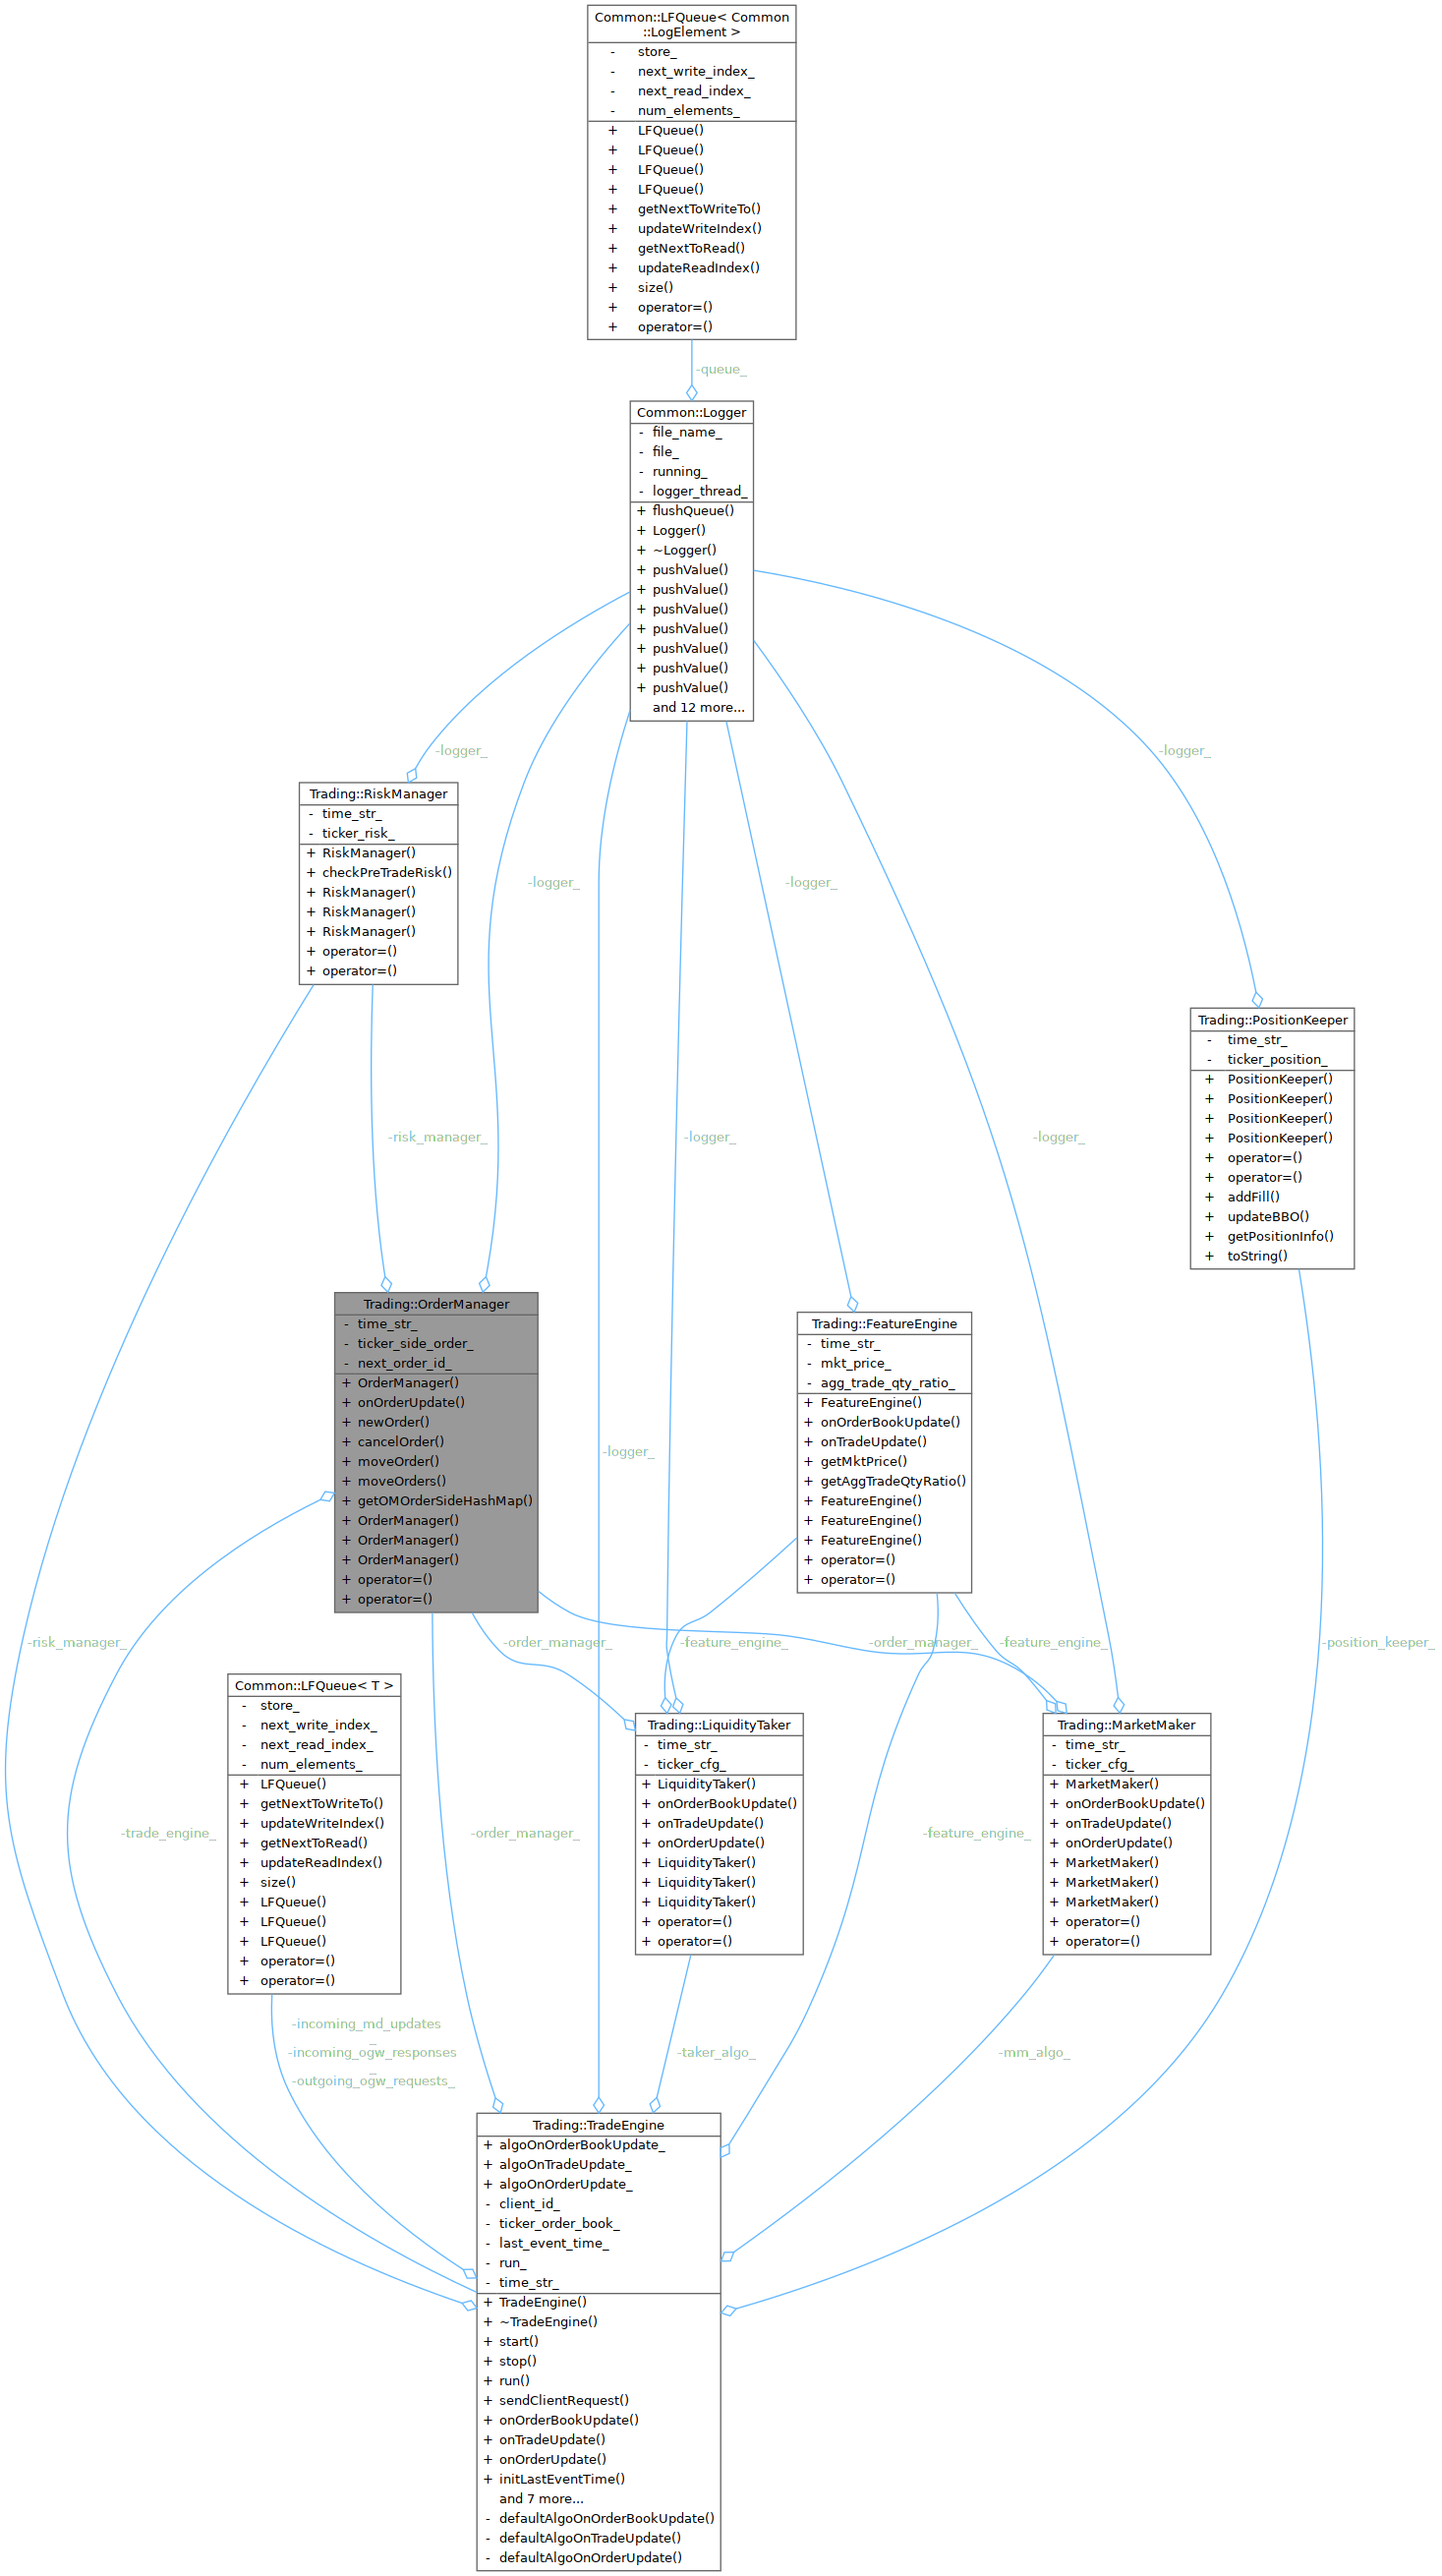 Common::LFQueue< Common
::LogElement >
- store_
- next_write_index_
- next_read_index_
- num_elements_
+ LFQueue()
+ LFQueue()
+ LFQueue()
+ LFQueue()
+ getNextToWriteTo()
+ updateWriteIndex()
+ getNextToRead()
+ updateReadIndex()
+ size()
+ operator=()
+ operator=()
-queue_
Common::Logger
- file_name_
- file_
- running_
- logger_thread_
+ flushQueue()
+ Logger()
+ ~Logger()
+ pushValue()
+ pushValue()
+ pushValue()
+ pushValue()
+ pushValue()
+ pushValue()
+ pushValue()
and 12 more...
-logger_
-logger_
Trading::RiskManager
- time_str_
- ticker_risk_
+ RiskManager()
+ checkPreTradeRisk()
+ RiskManager()
+ RiskManager()
+ RiskManager()
+ operator=()
+ operator=()
-logger_
-logger_
Trading::PositionKeeper
- time_str_
- ticker_position_
+ PositionKeeper()
+ PositionKeeper()
+ PositionKeeper()
+ PositionKeeper()
+ operator=()
+ operator=()
+ addFill()
+ updateBBO()
+ getPositionInfo()
+ toString()
-risk_manager_
-logger_
-logger_
Trading::OrderManager
- time_str_
- ticker_side_order_
- next_order_id_
+ OrderManager()
+ onOrderUpdate()
+ newOrder()
+ cancelOrder()
+ moveOrder()
+ moveOrders()
+ getOMOrderSideHashMap()
+ OrderManager()
+ OrderManager()
+ OrderManager()
+ operator=()
+ operator=()
-logger_
Trading::FeatureEngine
- time_str_
- mkt_price_
- agg_trade_qty_ratio_
+ FeatureEngine()
+ onOrderBookUpdate()
+ onTradeUpdate()
+ getMktPrice()
+ getAggTradeQtyRatio()
+ FeatureEngine()
+ FeatureEngine()
+ FeatureEngine()
+ operator=()
+ operator=()
-risk_manager_
-order_manager_
-feature_engine_
-order_manager_
-feature_engine_
-position_keeper_
Common::LFQueue< T >
- store_
- next_write_index_
- next_read_index_
- num_elements_
+ LFQueue()
+ getNextToWriteTo()
+ updateWriteIndex()
+ getNextToRead()
+ updateReadIndex()
+ size()
+ LFQueue()
+ LFQueue()
+ LFQueue()
+ operator=()
+ operator=()
Trading::LiquidityTaker
- time_str_
- ticker_cfg_
+ LiquidityTaker()
+ onOrderBookUpdate()
+ onTradeUpdate()
+ onOrderUpdate()
+ LiquidityTaker()
+ LiquidityTaker()
+ LiquidityTaker()
+ operator=()
+ operator=()
Trading::MarketMaker
- time_str_
- ticker_cfg_
+ MarketMaker()
+ onOrderBookUpdate()
+ onTradeUpdate()
+ onOrderUpdate()
+ MarketMaker()
+ MarketMaker()
+ MarketMaker()
+ operator=()
+ operator=()
-trade_engine_
-order_manager_
-feature_engine_
-incoming_md_updates
_
-incoming_ogw_responses
_
-outgoing_ogw_requests_
-taker_algo_
-mm_algo_
Trading::TradeEngine
+ algoOnOrderBookUpdate_
+ algoOnTradeUpdate_
+ algoOnOrderUpdate_
- client_id_
- ticker_order_book_
- last_event_time_
- run_
- time_str_
+ TradeEngine()
+ ~TradeEngine()
+ start()
+ stop()
+ run()
+ sendClientRequest()
+ onOrderBookUpdate()
+ onTradeUpdate()
+ onOrderUpdate()
+ initLastEventTime()
and 7 more...
- defaultAlgoOnOrderBookUpdate()
- defaultAlgoOnTradeUpdate()
- defaultAlgoOnOrderUpdate()